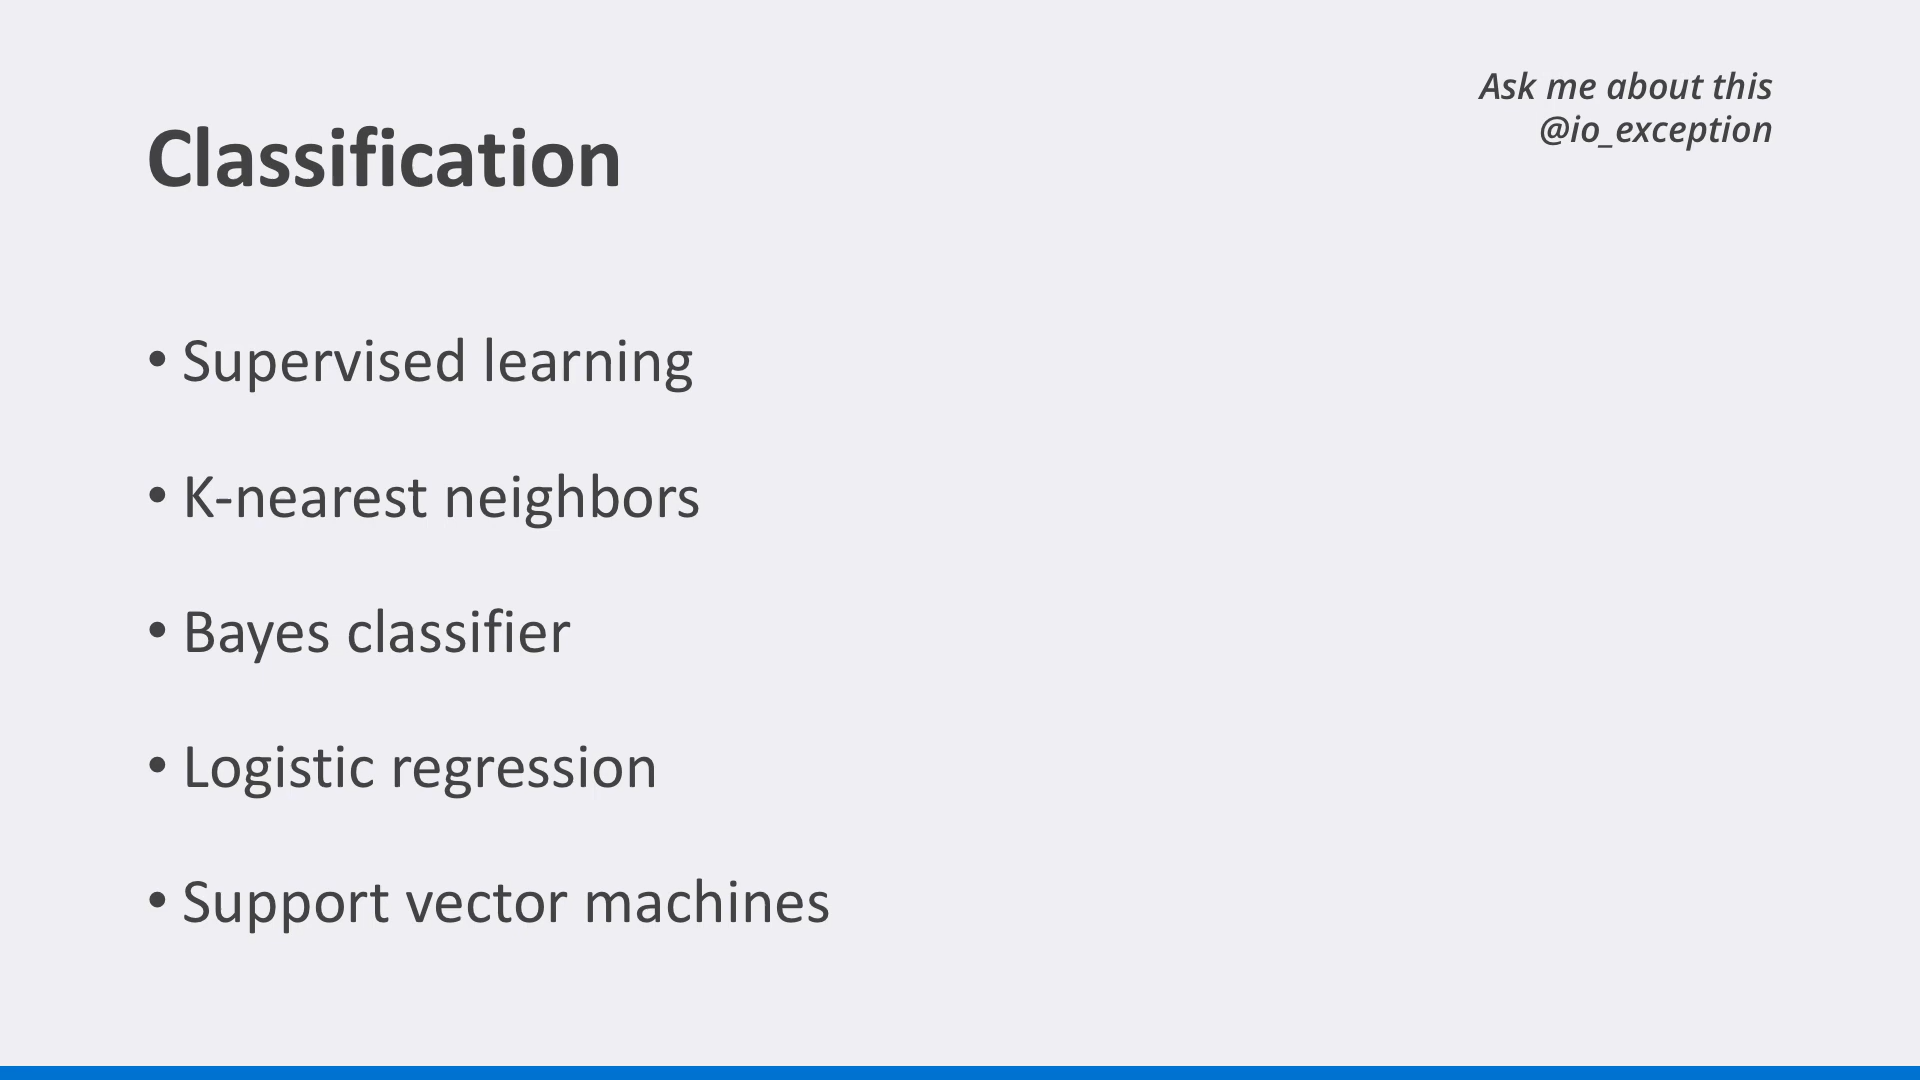 Ask me about this
@io_exception
Classification
• Supervised learning
• K-nearest neighbors
• Bayes classifier
• Logistic regression
• Support vector machines